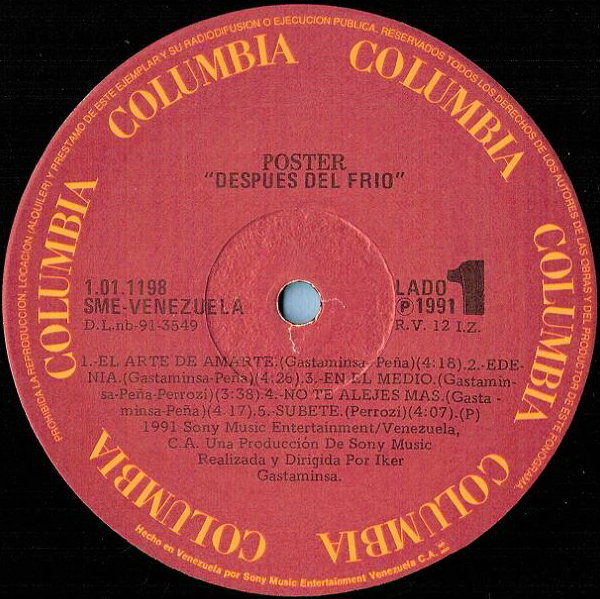 PROHIBIDA LA REPRODUCCION, LOCACION (ALQUILER) Y PRESTAMO DE ESTE EJEMPLAR Y SU RADIODIFUSION O EJECUCION PUBLICA. RESERVADOS TODOS LOS DERECHOS DE LOS AUTORES DE LAS OBRAS Y DEL PRODUCTOR DE ESTE FONOGRAMA.
COLUMBIA
COLUMBIA
COLUMBIA
COLUMBIA
COLUMBIA
COLUMBIA
POSTER
"DESPUES DEL FRIO"
1.01.1198
SME-VENEZUELA
D.L.nb-91-3549
LADO 1
Ⓟ1991
R.V. 12 I.Z.
1.-EL ARTE DE AMARTE.(Gastaminsa-Peña)(4:18).2.-EDE-
NIA.(Gastaminsa-Peña)(4:26).3.-EN EL MEDIO.(Gastamin-
sa-Peña-Perrozi)(3:38)4.-NO TE ALEJES MAS.(Gasta-
minsa-Peña)(4 17).5.-SUBETE.(Perrozi)(4:07).(P)
1991 Sony Music Entertainment/Venezuela,
C.A. Una Producción De Sony Music
Realizada y Dirigida Por Iker
Gastaminsa.
Hecho en Venezuela por Sony Music Entertainment Venezuela C.A.